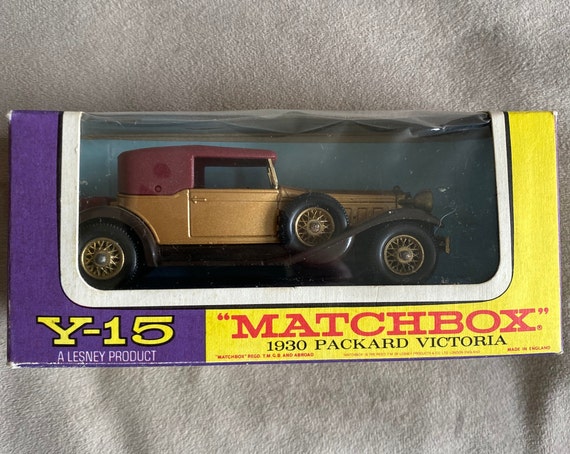 Y-15
A LESNEY PRODUCT
"MATCHBOX"
1930 PACKARD VICTORIA
"MATCHBOX" REGD. T.M. G.B. AND ABROAD
MADE IN ENGLAND